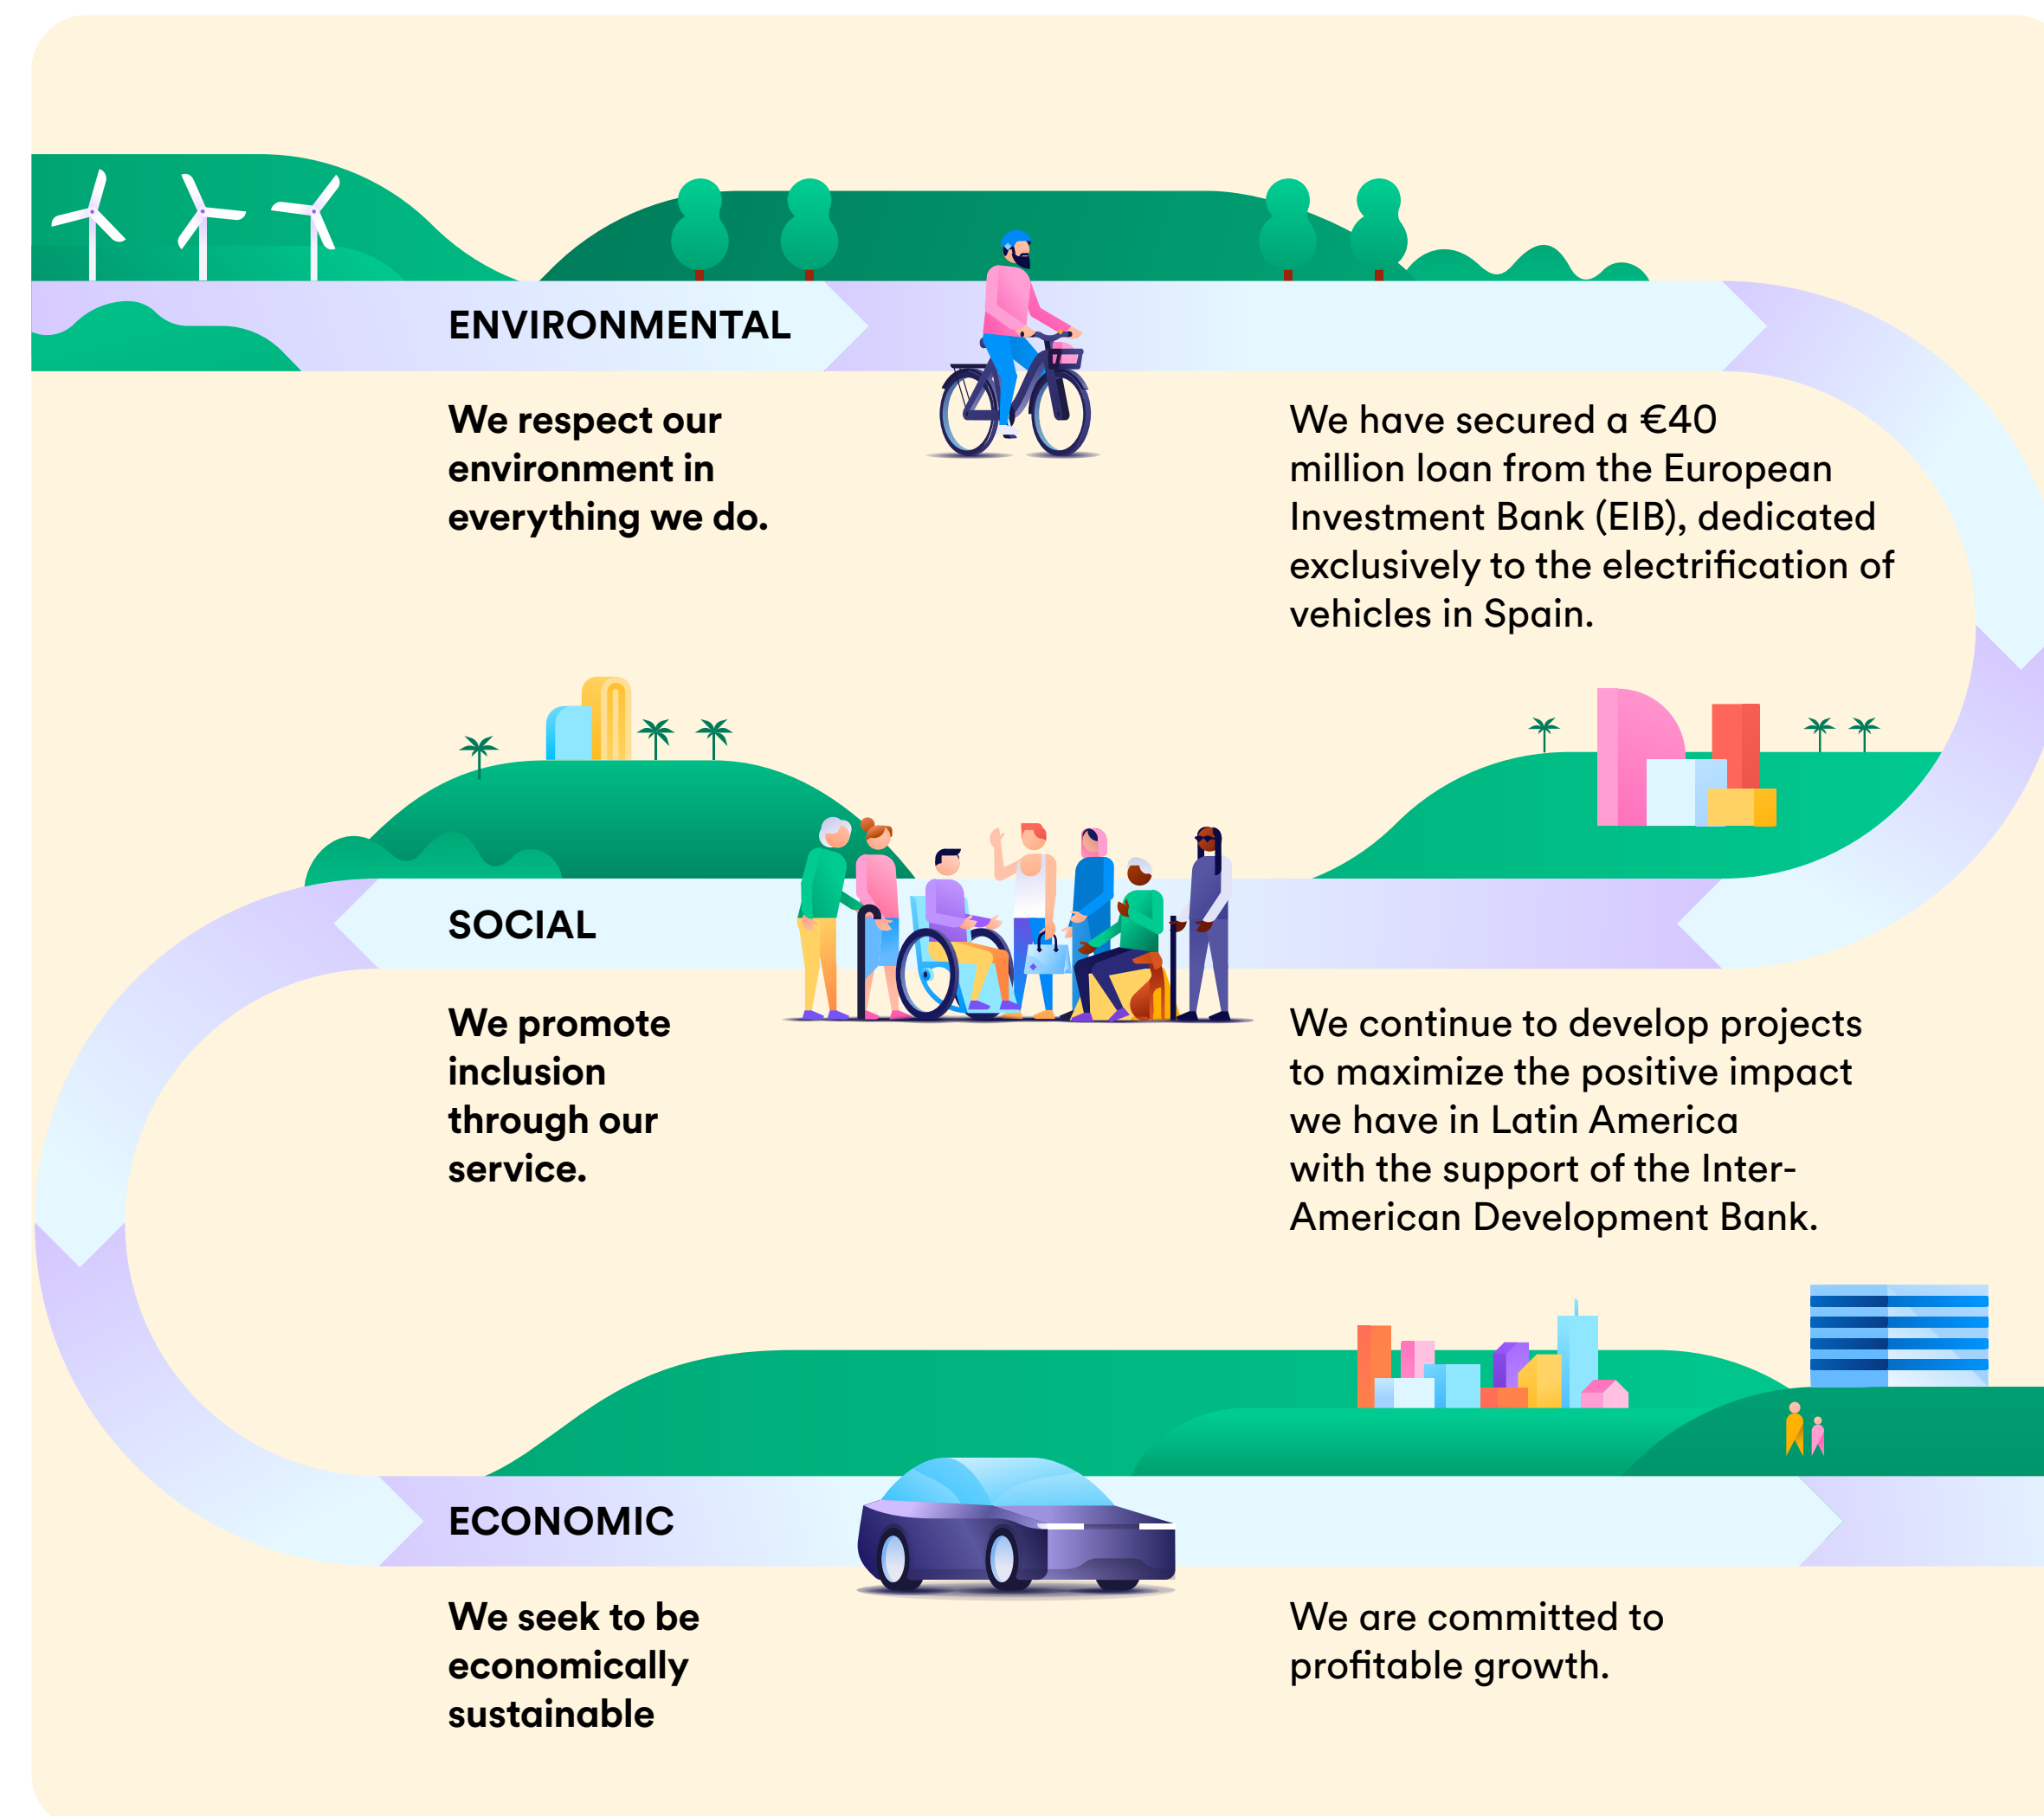 ENVIRONMENTAL
We respect our
environment in
everything we do.
We have secured a €40
million loan from the European
Investment Bank (EIB), dedicated
exclusively to the electrification of
vehicles in Spain.
SOCIAL
We promote
inclusion
through our
service.
We continue to develop projects
to maximize the positive impact
we have in Latin America
with the support of the Inter-
American Development Bank.
ECONOMIC
We seek to be
economically
sustainable
We are committed to
profitable growth.